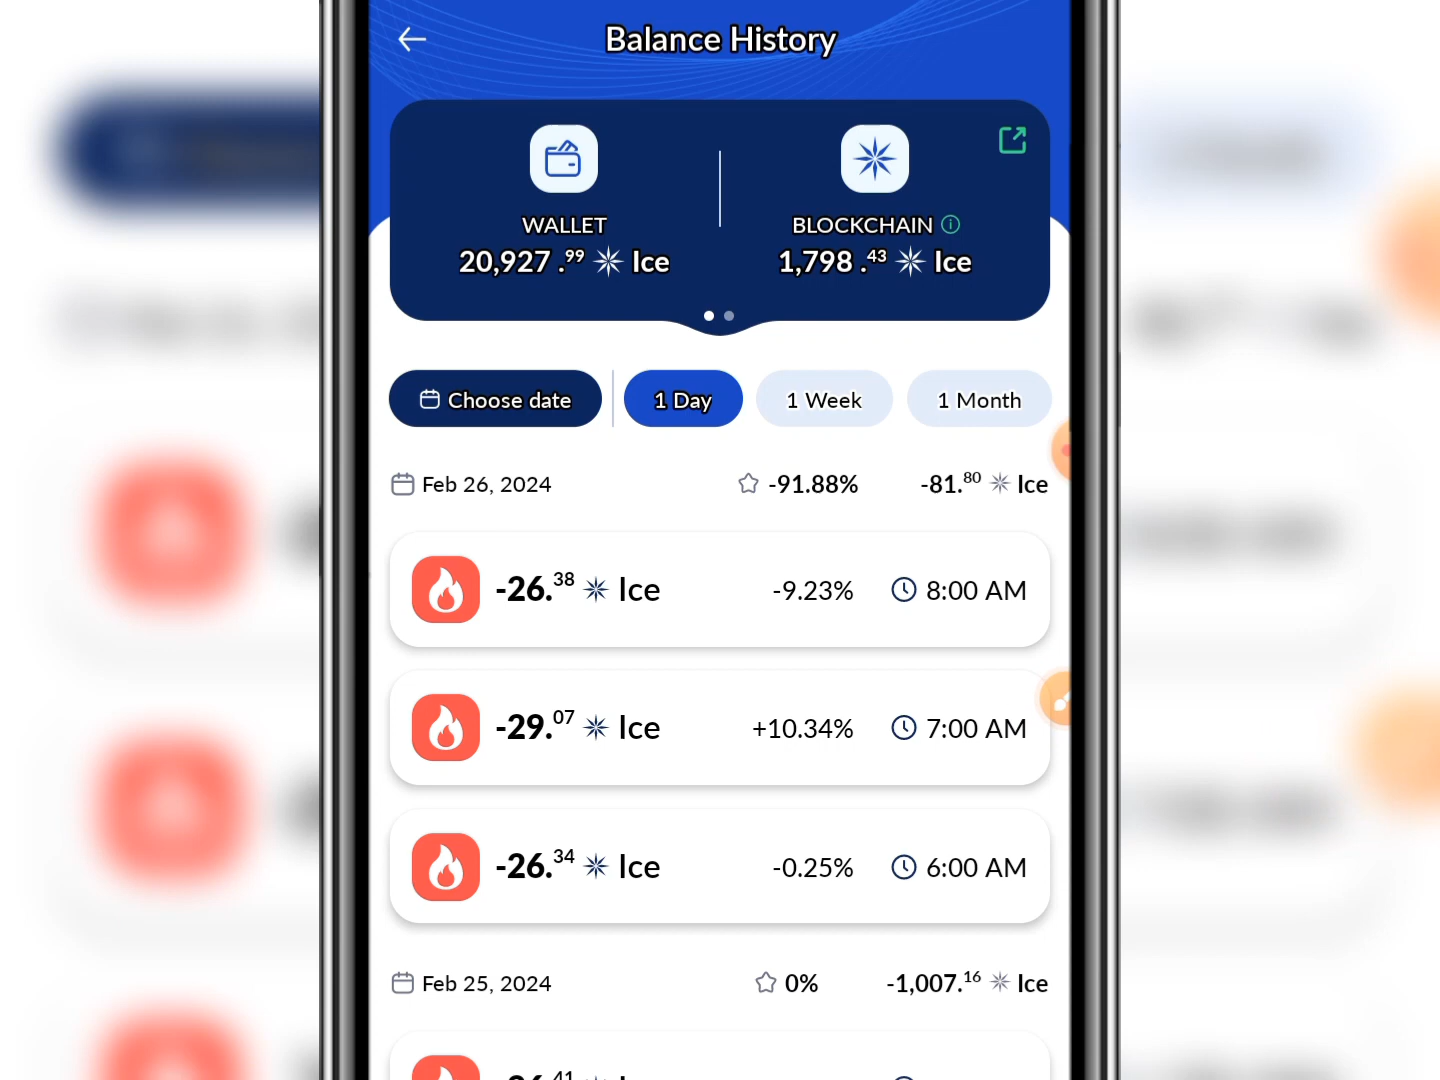 Balance History
WALLET
20,927 .99 Ice
BLOCKCHAIN
1,798 .43 Ice
Choose date
1 Day
1 Week
1 Month
Feb 26, 2024 -91.88% -81.80 Ice
-26.38 Ice -9.23% 8:00 AM
-29.07 Ice +10.34% 7:00 AM
-26.34 Ice -0.25% 6:00 AM
Feb 25, 2024 0% -1,007.16 Ice